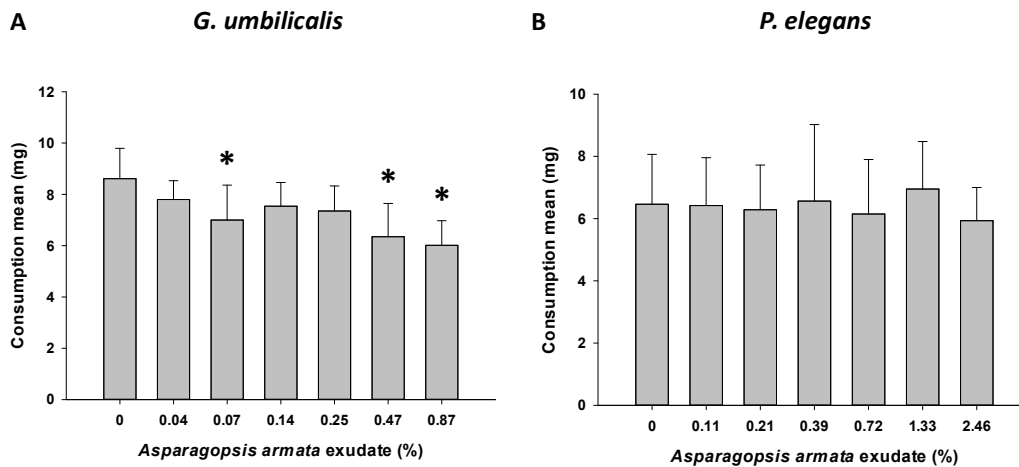 A
G. umbilicalis
Consumption mean (mg)
12
10
8
6
4
2
0
*
*
*
0 0.04 0.07 0.14 0.25 0.47 0.87
Asparagopsis armata exudate (%)
B
P. elegans
Consumption mean (mg)
10
8
6
4
2
0
0 0.11 0.21 0.39 0.72 1.33 2.46
Asparagopsis armata exudate (%)